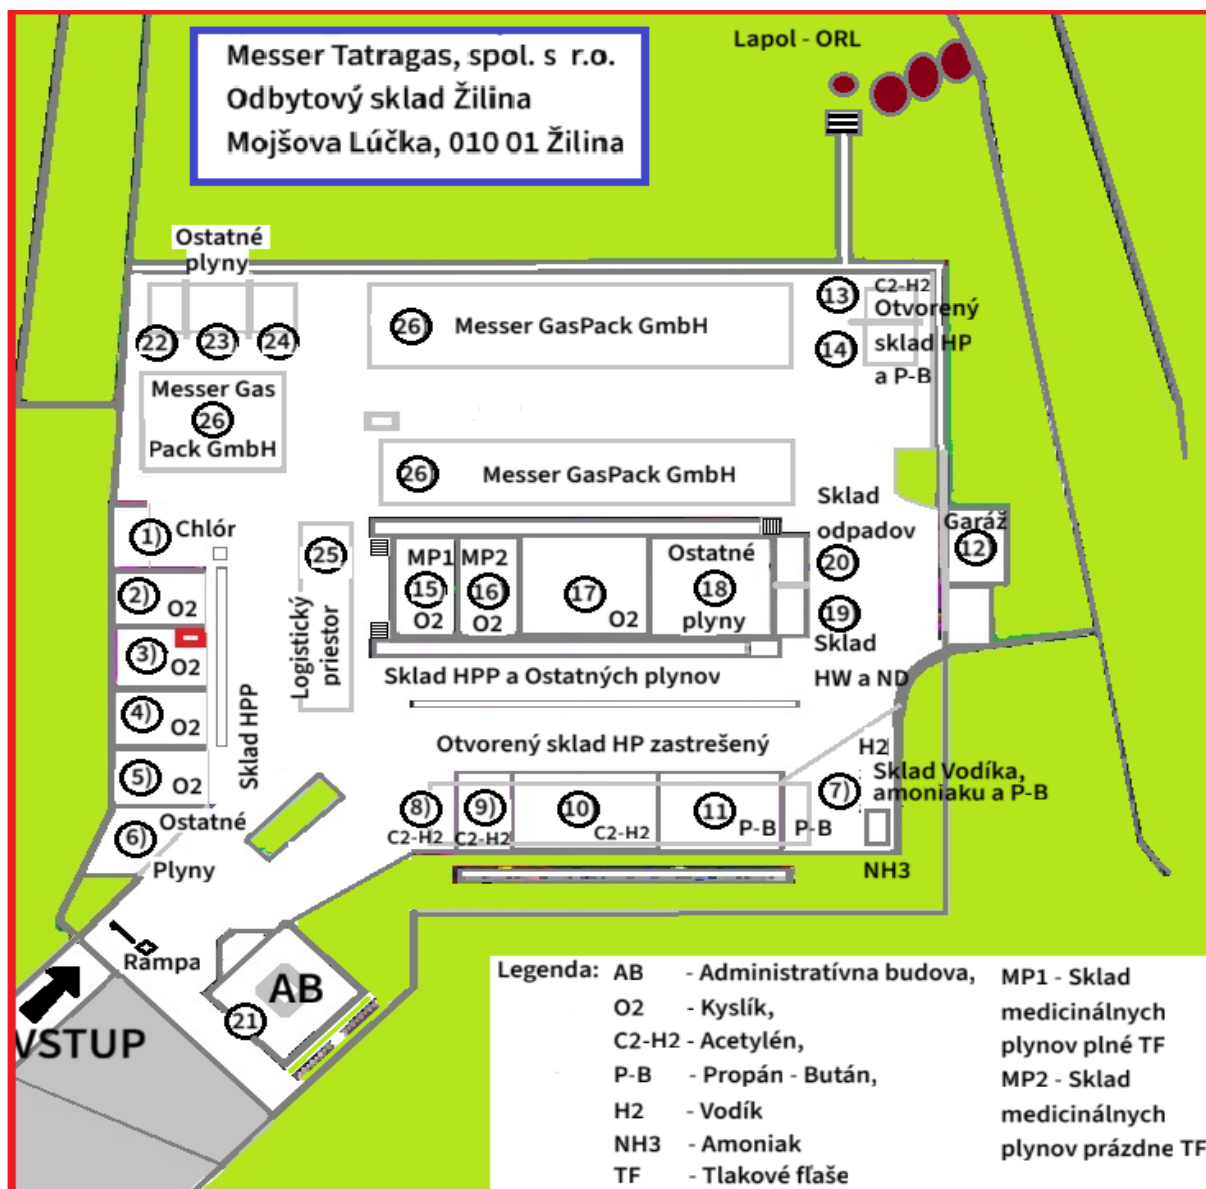 Messer Tatragas, spol. s r.o.
Odbytový sklad Žilina
Mojšova Lúčka, 010 01 Žilina
Lapol - ORL
Ostatné
plyny
22
23
24
26)
Messer GasPack GmbH
13
C2-H2
Otvorený
14
sklad HP
a P-B
Messer Gas
26
Pack GmbH
26)
Messer GasPack GmbH
Sklad
odpadov
20
19
Sklad
HW a ND
Garáž
12)
1)
Chlór
2)
O2
3)
O2
4)
O2
5)
O2
Ostatné
6)
Plyny
Sklad HPP
25
Logistický
priestor
MP1
15)
O2
MP2
16
O2
17
O2
Ostatné
18
plyny
Sklad HPP a Ostatných plynov
Otvorený sklad HP zastrešený
8)
C2-H2
9)
C2-H2
10
C2-H2
11
P-B
P-B
7)
H2
Sklad Vodíka,
amoniaku a P-B
NH3
Rampa
AB
21
VSTUP
Legenda:
AB - Administratívna budova,
O2 - Kyslík,
C2-H2 - Acetylén,
P-B - Propán - Bután,
H2 - Vodík
NH3 - Amoniak
TF - Tlakové fľaše
MP1 - Sklad
medicinálnych
plynov plné TF
MP2 - Sklad
medicinálnych
plynov prázdne TF